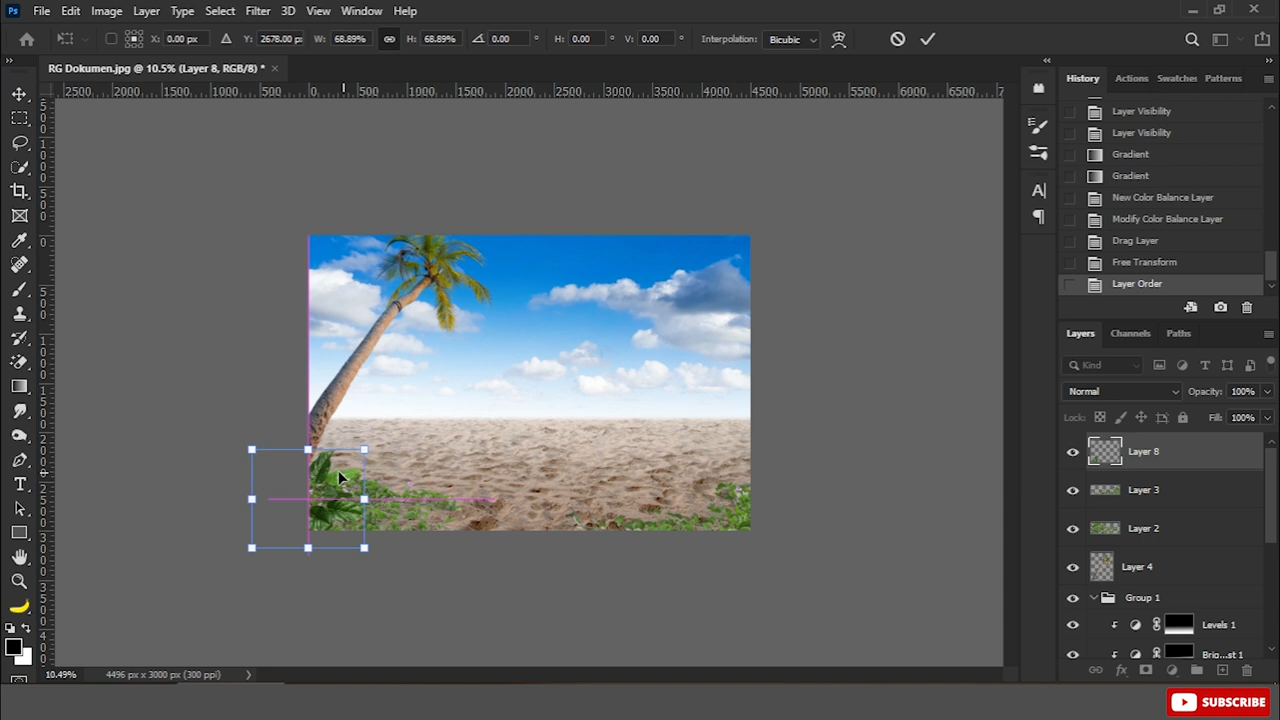 Ps File Edit Image Layer Type Select Filter 3D View Window Help
X: 0.00 px Y: 2678.00 px W: 68.89% H: 68.89% 0.00 ° H: 0.00 ° V: 0.00 ° Interpolation: Bicubic
RG Dokumen.jpg @ 10.5% (Layer 8, RGB/8) * ×
2500 2000 1500 1000 500 0 500 1000 1500 2000 2500 3000 3500 4000 4500 5000 5500 6000 6500
History Actions Swatches Patterns
Layer Visibility
Layer Visibility
Gradient
Gradient
New Color Balance Layer
Modify Color Balance Layer
Drag Layer
Free Transform
Layer Order
Layers Channels Paths
Kind
Normal Opacity: 100%
Lock: Fill: 100%
Layer 8
Layer 3
Layer 2
Layer 4
Group 1
Levels 1
Brig...st 1
10.49% 4496 px x 3000 px (300 ppi)
SUBSCRIBE